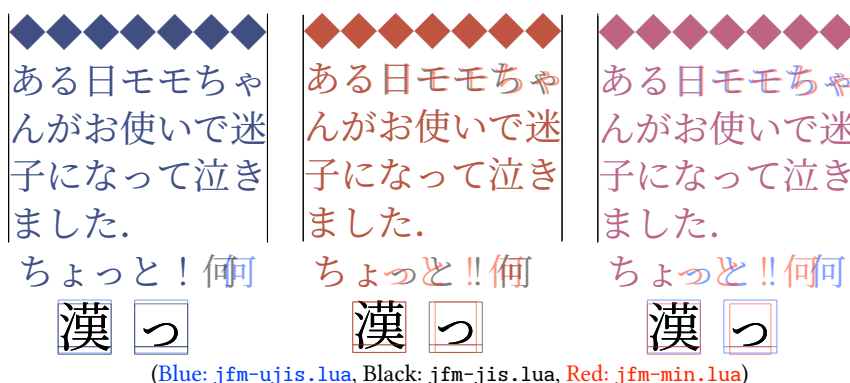 ◆◆◆◆◆◆◆
ある日モモちゃ
んがお使いで迷
子になって泣き
ました.
ちょっと！何
漢 っ
◆◆◆◆◆◆◆
ある日モモちゃ
んがお使いで迷
子になって泣き
ました.
ちょっと!!何
漢 っ
◆◆◆◆◆◆◆
ある日モモちゃ
んがお使いで迷
子になって泣き
ました.
ちょっと!!何何
漢 っ
(Blue: jfm-ujis.lua, Black: jfm-jis.lua, Red: jfm-min.lua)